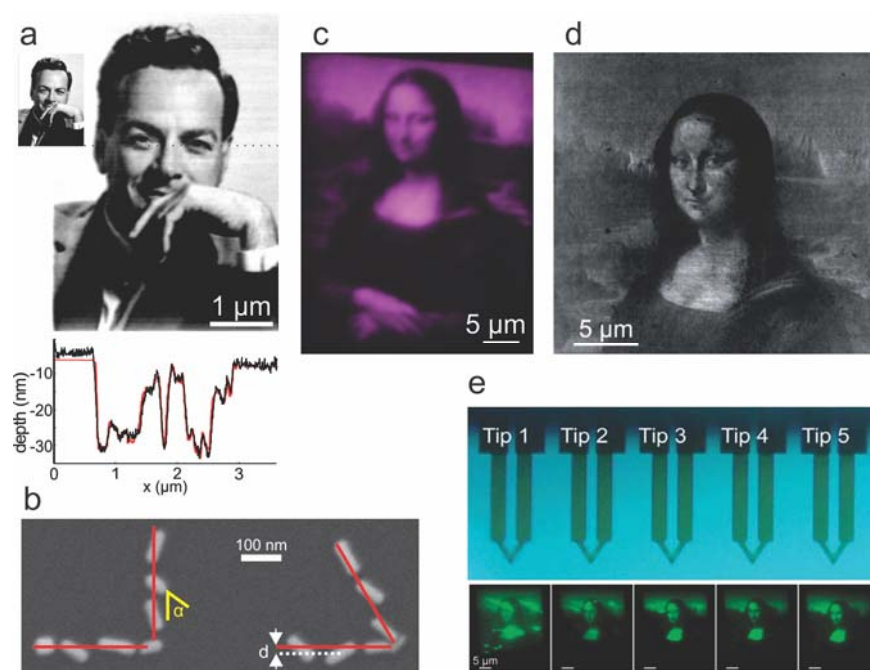 a
1 μm
depth (nm)
-10
-20
-30
0
1
2
3
x (μm)
b
100 nm
α
d
c
5 μm
d
5 μm
e
Tip 1 Tip 2 Tip 3 Tip 4 Tip 5
5 μm